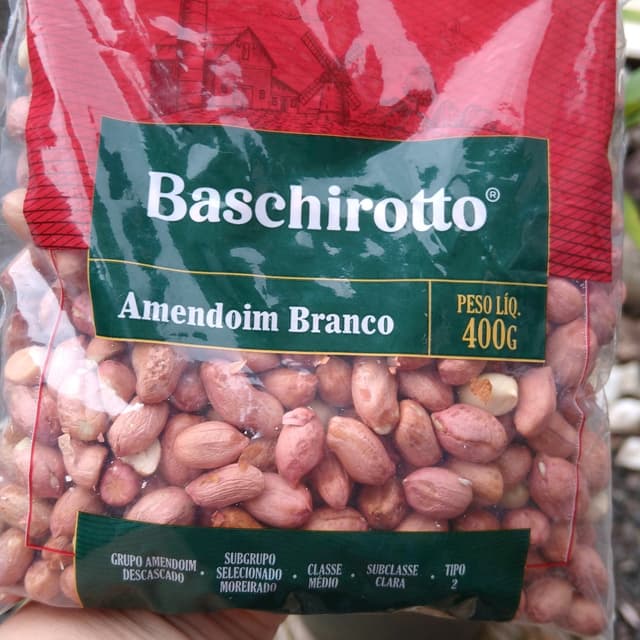 Baschirotto®
Amendoim Branco
PESO LÍQ.
400G
GRUPO AMENDOIM
DESCASCADO
•
SUBGRUPO
SELECIONADO
MOREIRADO
•
CLASSE
MÉDIO
•
SUBCLASSE
CLARA
•
TIPO
2